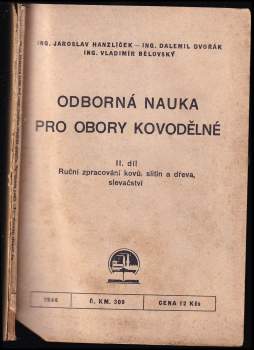 ING. JAROSLAV HANZLÍČEK – ING. DALEMIL DVOŘÁK
ING. VLADIMÍR BĚLOVSKÝ
ODBORNÁ NAUKA
PRO OBORY KOVODĚLNÉ
II. díl
Ruční zpracování kovů, slitin a dřeva,
slevačství
1946
Č. KM. 309
CENA 12 Kčs